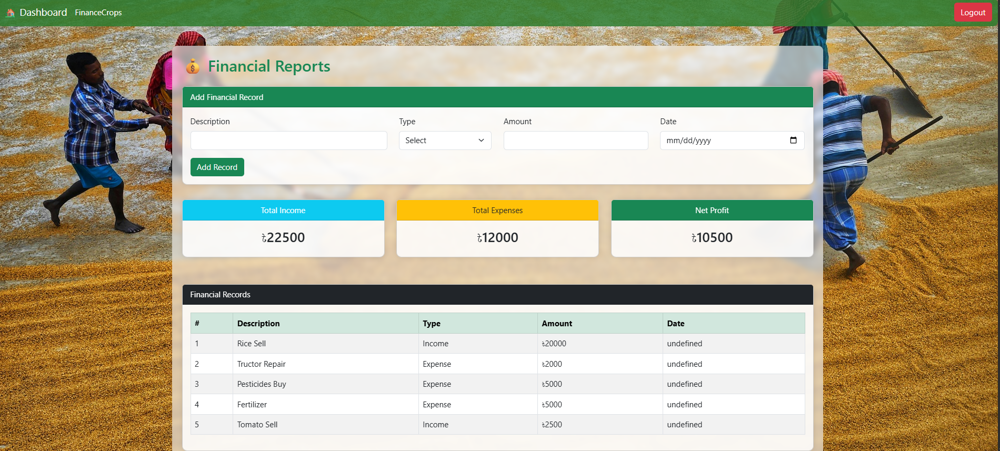 Dashboard FinanceCrops Logout
Financial Reports
Add Financial Record
Description Type Amount Date
Select mm/dd/yyyy
Add Record
Total Income Total Expenses Net Profit
৳22500 ৳12000 ৳10500
Financial Records
# Description Type Amount Date
1 Rice Sell Income ৳20000 undefined
2 Tructor Repair Expense ৳2000 undefined
3 Pesticides Buy Expense ৳5000 undefined
4 Fertilizer Expense ৳5000 undefined
5 Tomato Sell Income ৳2500 undefined